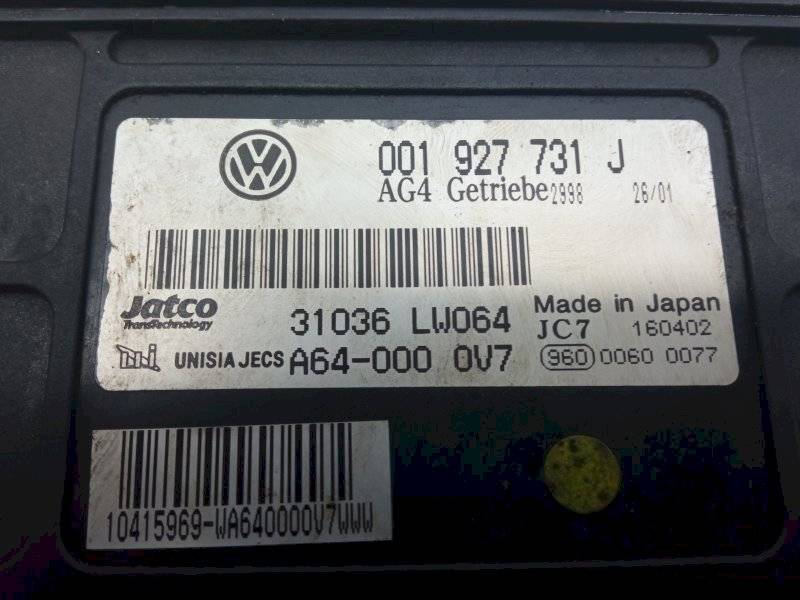 001 927 731 J
AG4 Getriebe 2998 26/01
Jatco
TransTechnology
31036 LW064
Made in Japan
JC7 160402
UNISIA JECS A64-000 0V7
960 0060 0077
10415969-WA640000V7WWW